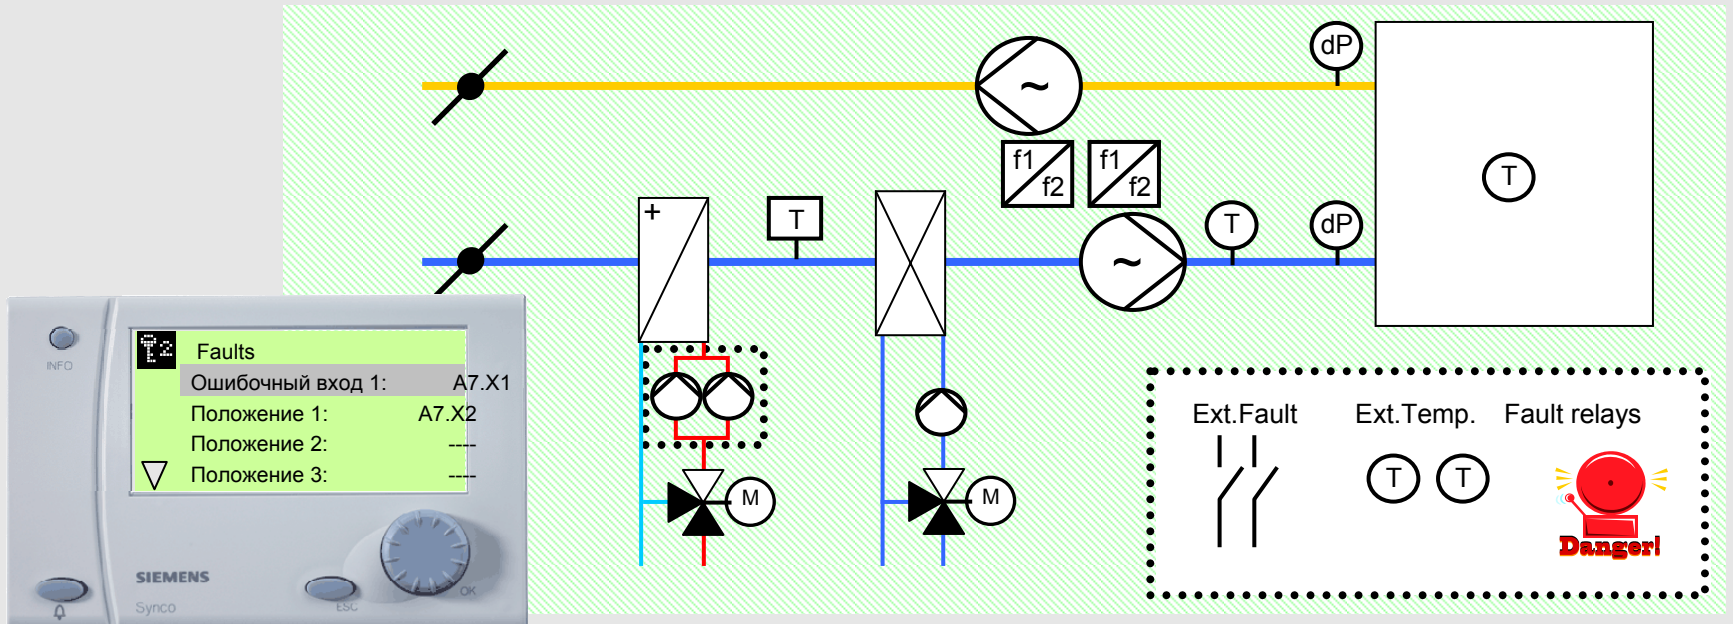 dP
~
f1
f2
f1
f2
T
+
T
T
dP
~
INFO
2
Faults
Ошибочный вход 1: A7.X1
Положение 1: A7.X2
Положение 2: ----
Положение 3: ----
M
M
Ext.Fault Ext.Temp. Fault relays
T T
Danger!
SIEMENS
Synco
ESC
OK